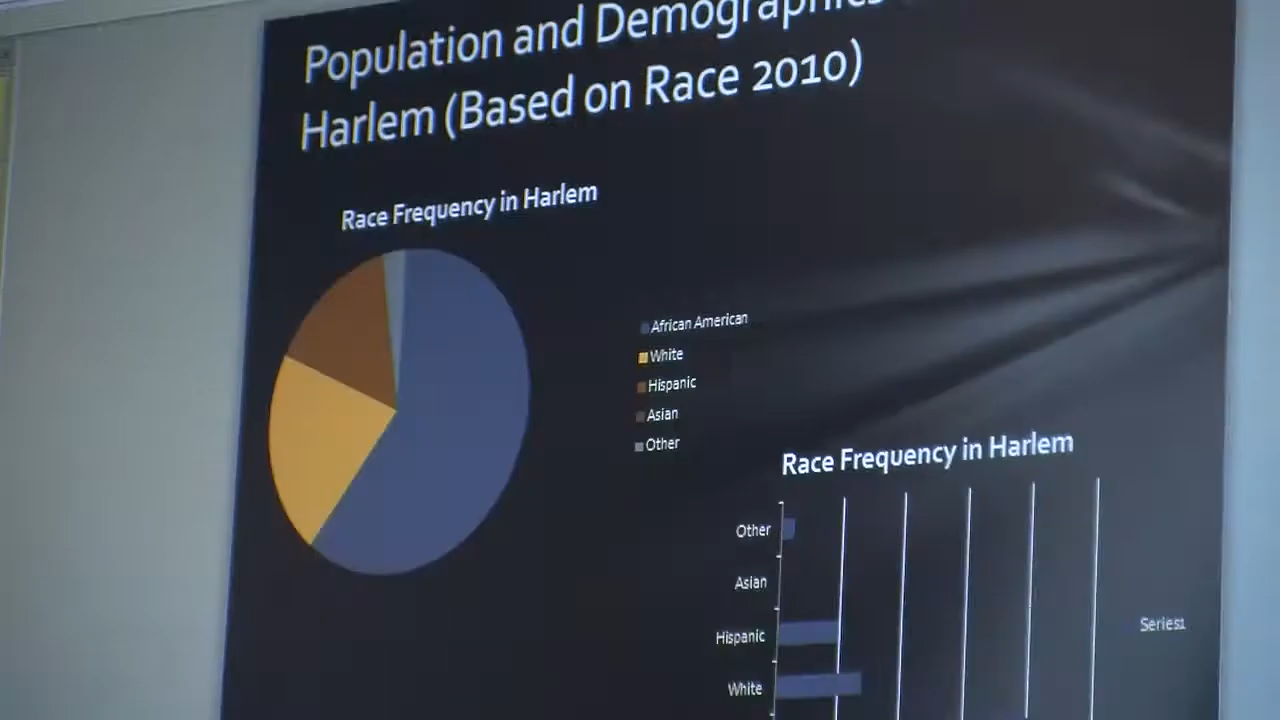 Population and Demographics
Harlem (Based on Race 2010)
Race Frequency in Harlem
African American
White
Hispanic
Asian
Other
Race Frequency in Harlem
Other
Asian
Hispanic
White
Series1